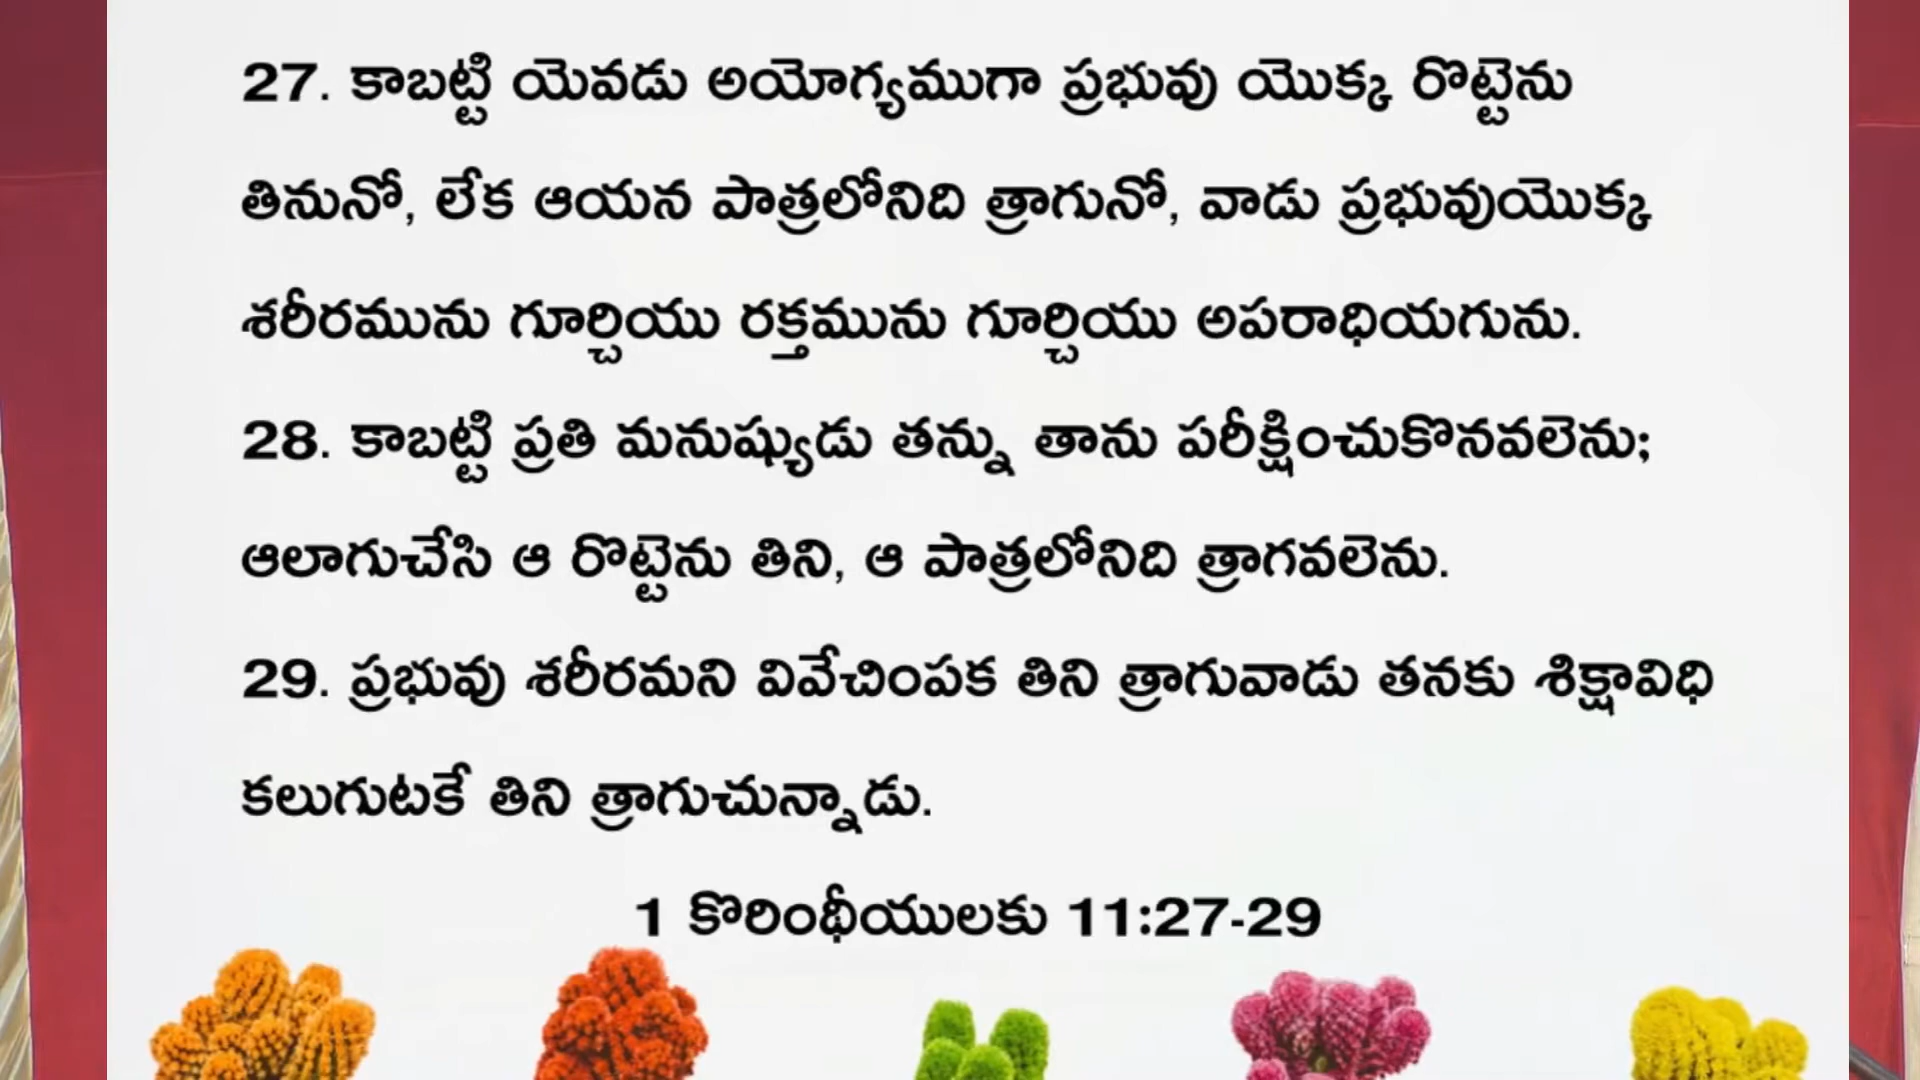 27. కాబట్టి యెవడు అయోగ్యముగా ప్రభువు యొక్క రొట్టెను
తినునో, లేక ఆయన పాత్రలోనిది త్రాగునో, వాడు ప్రభువుయొక్క
శరీరమును గూర్చియు రక్తమును గూర్చియు అపరాధియగును.
28. కాబట్టి ప్రతి మనుష్యుడు తన్ను తాను పరీక్షించుకొనవలెను;
ఆలాగుచేసి ఆ రొట్టెను తిని, ఆ పాత్రలోనిది త్రాగవలెను.
29. ప్రభువు శరీరమని వివేచింపక తిని త్రాగువాడు తనకు శిక్షావిధి
కలుగుటకే తిని త్రాగుచున్నాడు.
1 కొరింథీయులకు 11:27-29